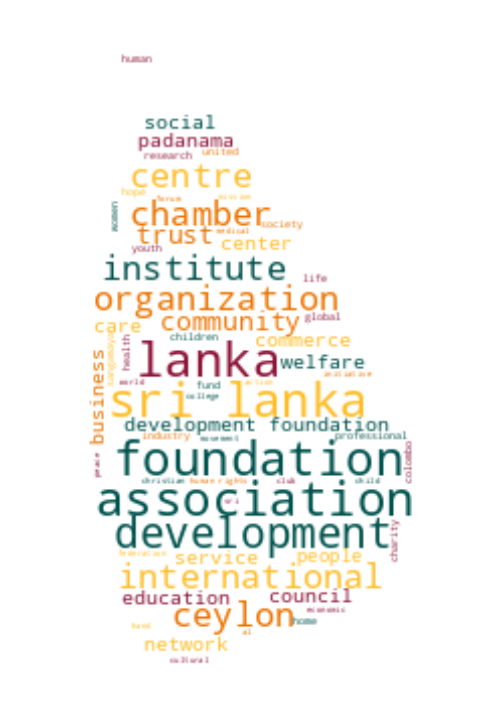 human
social
padanama
research united
centre
hope forum mission
women
chamber
society
trust medical
youth center
institute
life
organization
community global
care
children commerce
health
lanka welfare
world initiative
fund action
college
business
sri lanka
development foundation
industry movement professional
foundation
peace
colombo
christian human rights club child
association
sri
development
charity
federation service people
international
education council
economic
ceylon home
hand al
network
cultural